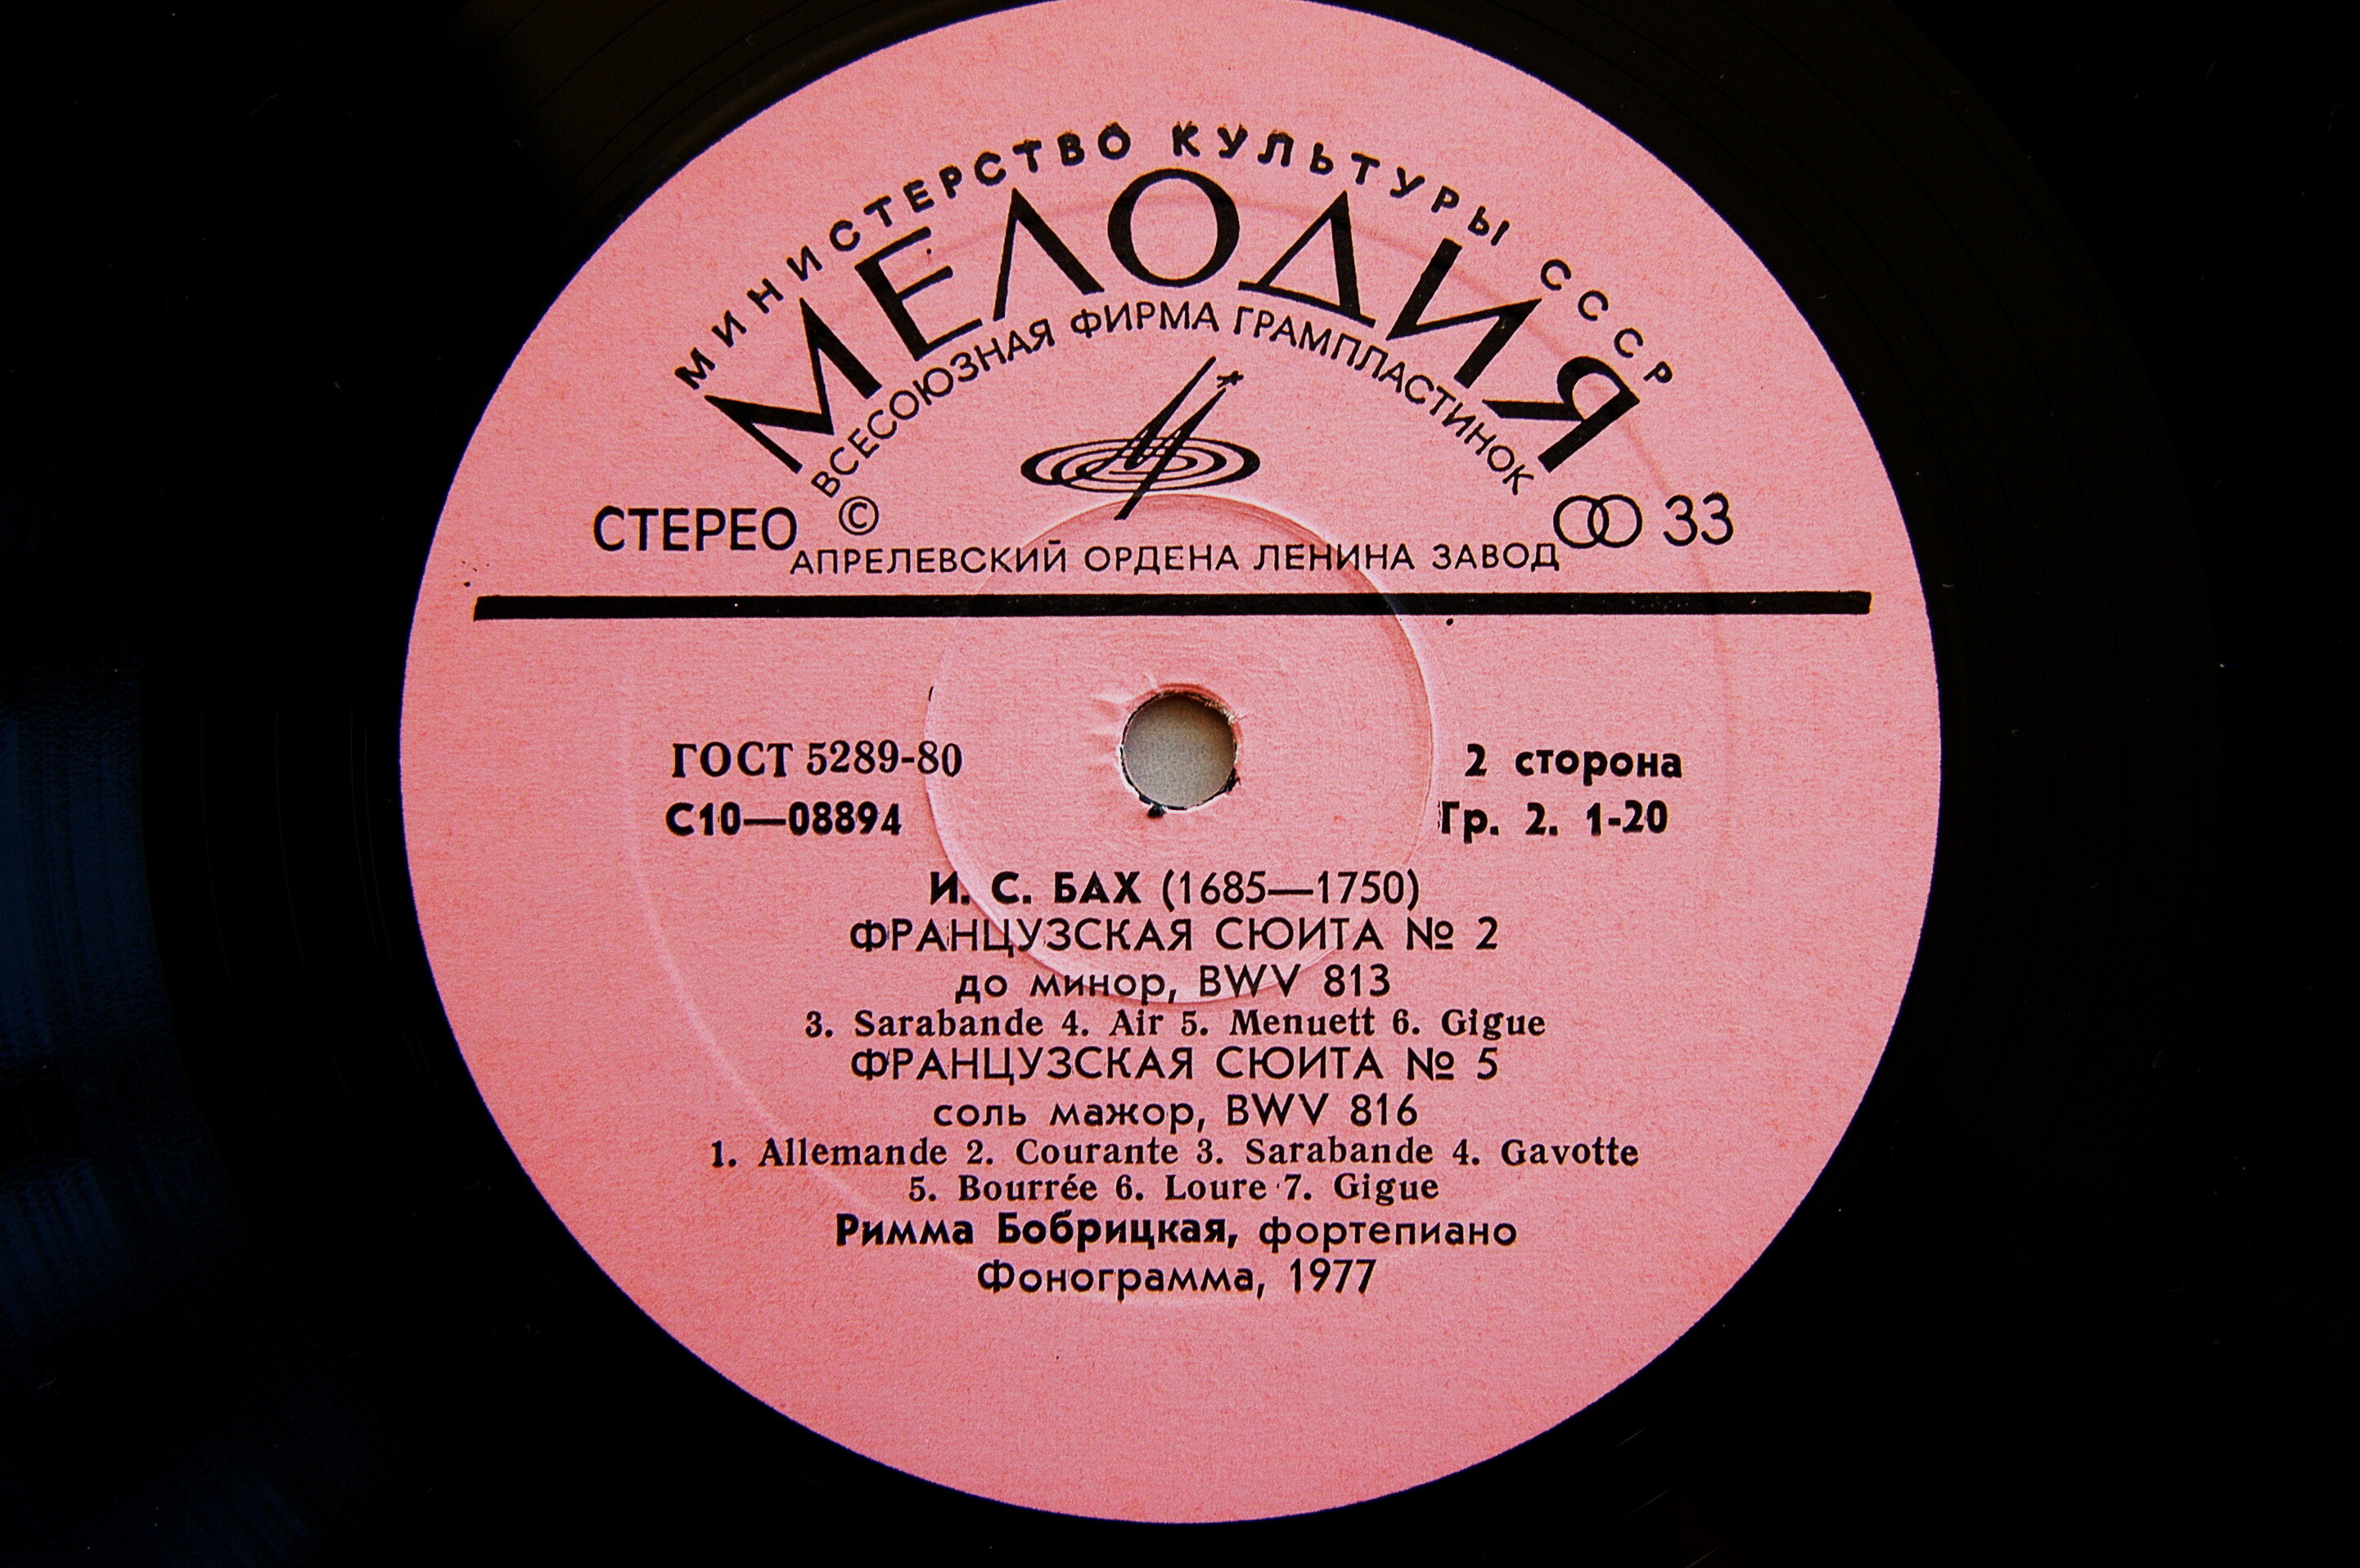 МИНИСТЕРСТВО КУЛЬТУРЫ СССР
МЕЛОДИЯ
ВСЕСОЮЗНАЯ ФИРМА ГРАМПЛАСТИНОК
СТЕРЕО © 33
АПРЕЛЕВСКИЙ ОРДЕНА ЛЕНИНА ЗАВОД
ГОСТ 5289-80 2 сторона
С10—08894 Гр. 2. 1-20
И. С. БАХ (1685—1750)
ФРАНЦУЗСКАЯ СЮИТА № 2
до минор, BWV 813
3. Sarabande 4. Air 5. Menuett 6. Gigue
ФРАНЦУЗСКАЯ СЮИТА № 5
соль мажор, BWV 816
1. Allemande 2. Courante 3. Sarabande 4. Gavotte
5. Bourrée 6. Loure 7. Gigue
Римма Бобрицкая, фортепиано
Фонограмма, 1977